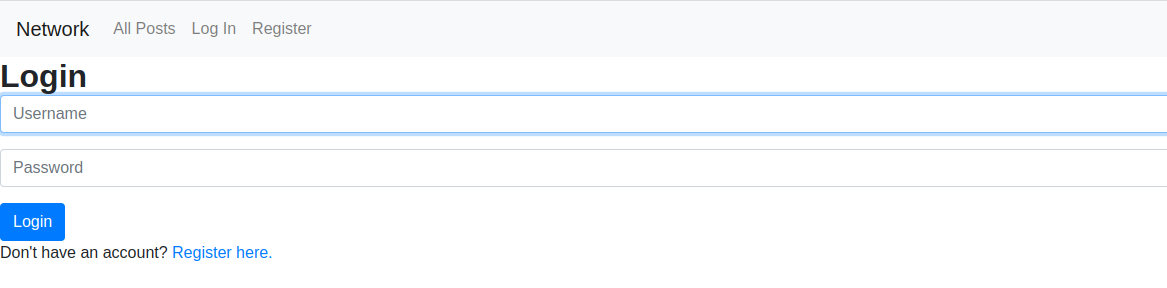 Network All Posts Log In Register
Login
Username
Password
Login
Don't have an account? Register here.